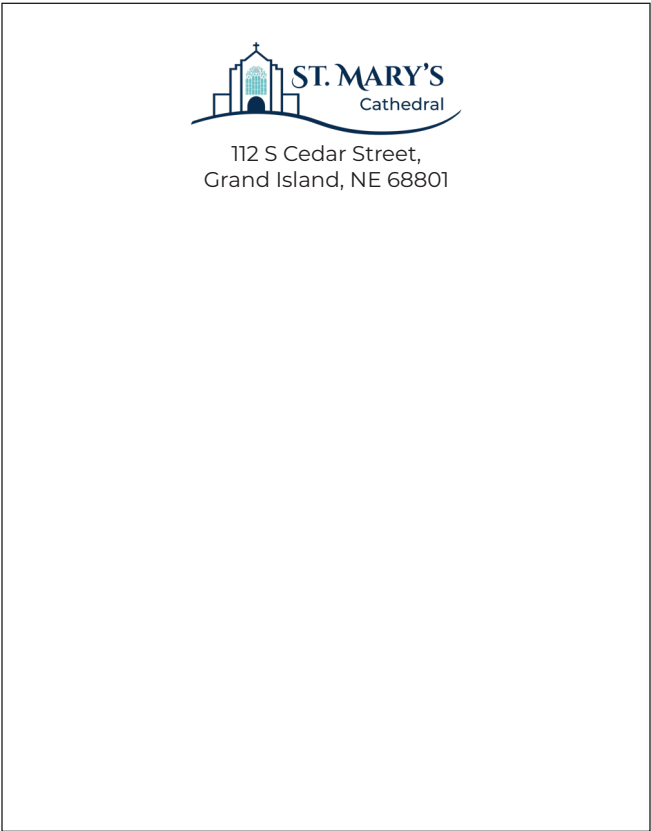 ST. MARY'S
Cathedral
112 S Cedar Street,
Grand Island, NE 68801